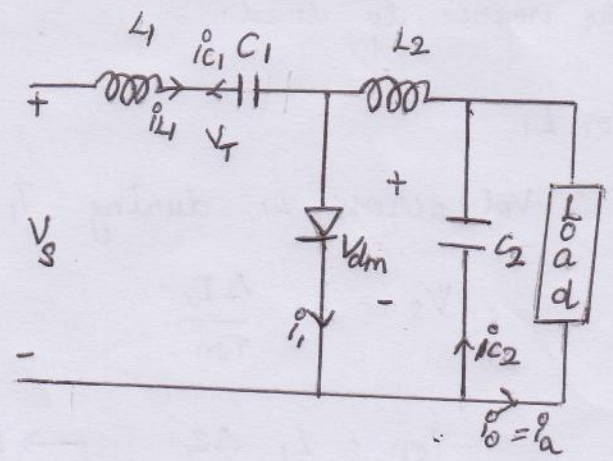 L1 ic1 C1 L2
+ iL1 VT
Vs
-
+
Vdm
-
i1
C2
ic2
Load
io = ia